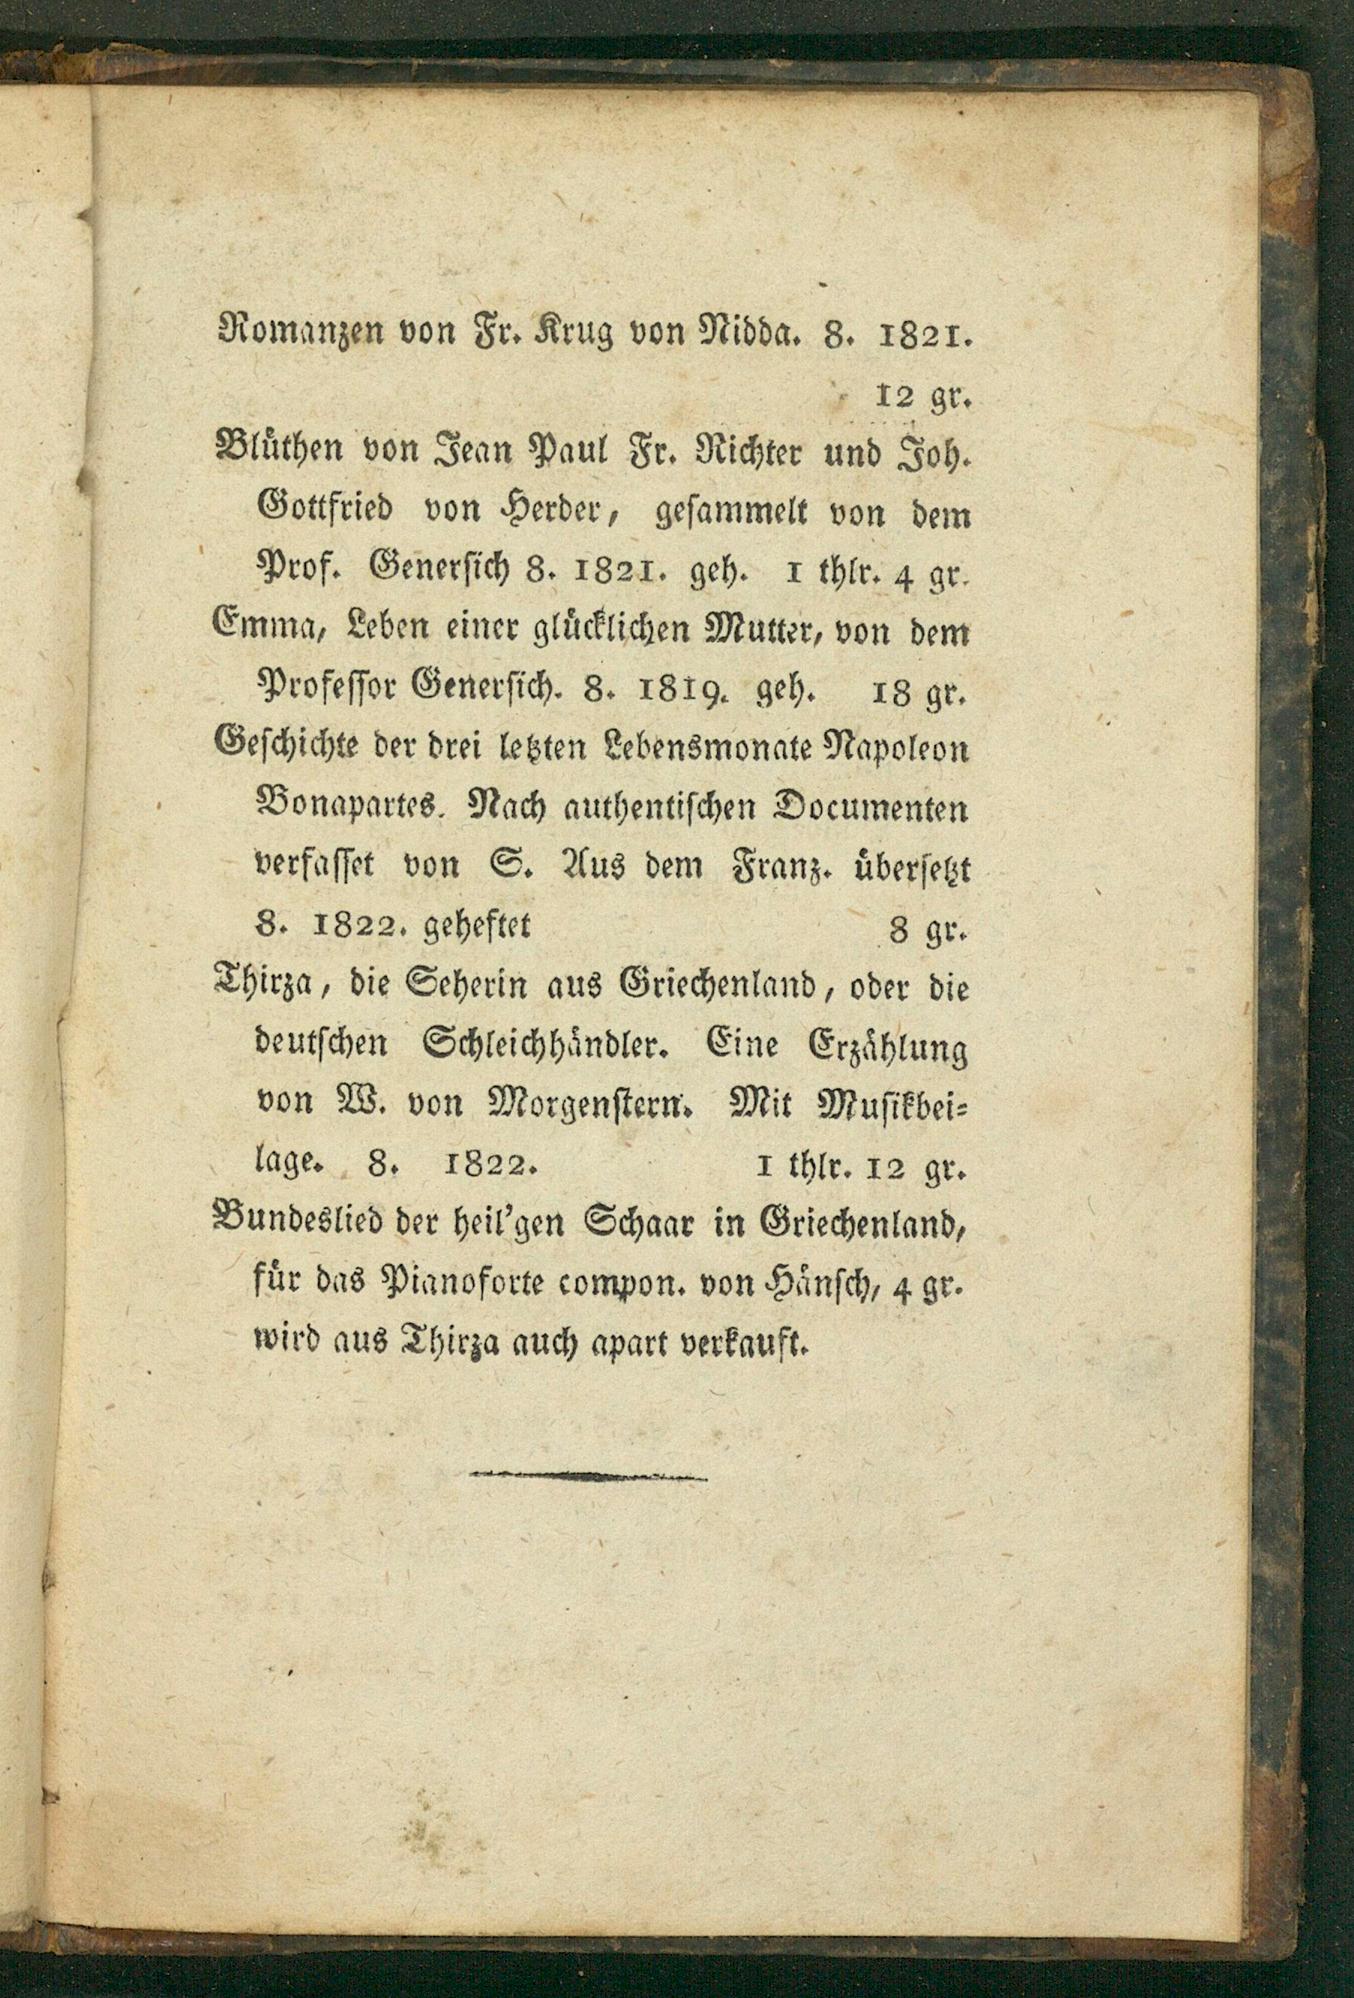 Romanzen von Fr. Krug von Nidda. 8. 1821.
12 gr.
Blüthen von Jean Paul Fr. Richter und Joh.
Gottfried von Herder, gesammelt von dem
Prof. Genersich 8. 1821. geh. 1 thlr. 4 gr.
Emma, Leben einer glücklichen Mutter, von dem
Professor Genersich. 8. 1819. geh. 18 gr.
Geschichte der drei letzten Lebensmonate Napoleon
Bonapartes. Nach authentischen Documenten
verfasset von S. Aus dem Franz. übersetzt
8. 1822. geheftet 8 gr.
Thirza, die Seherin aus Griechenland, oder die
deutschen Schleichhändler. Eine Erzählung
von W. von Morgenstern. Mit Musikbei-
lage. 8. 1822. 1 thlr. 12 gr.
Bundeslied der heil'gen Schaar in Griechenland,
für das Pianoforte compon. von Hänsch, 4 gr.
wird aus Thirza auch apart verkauft.